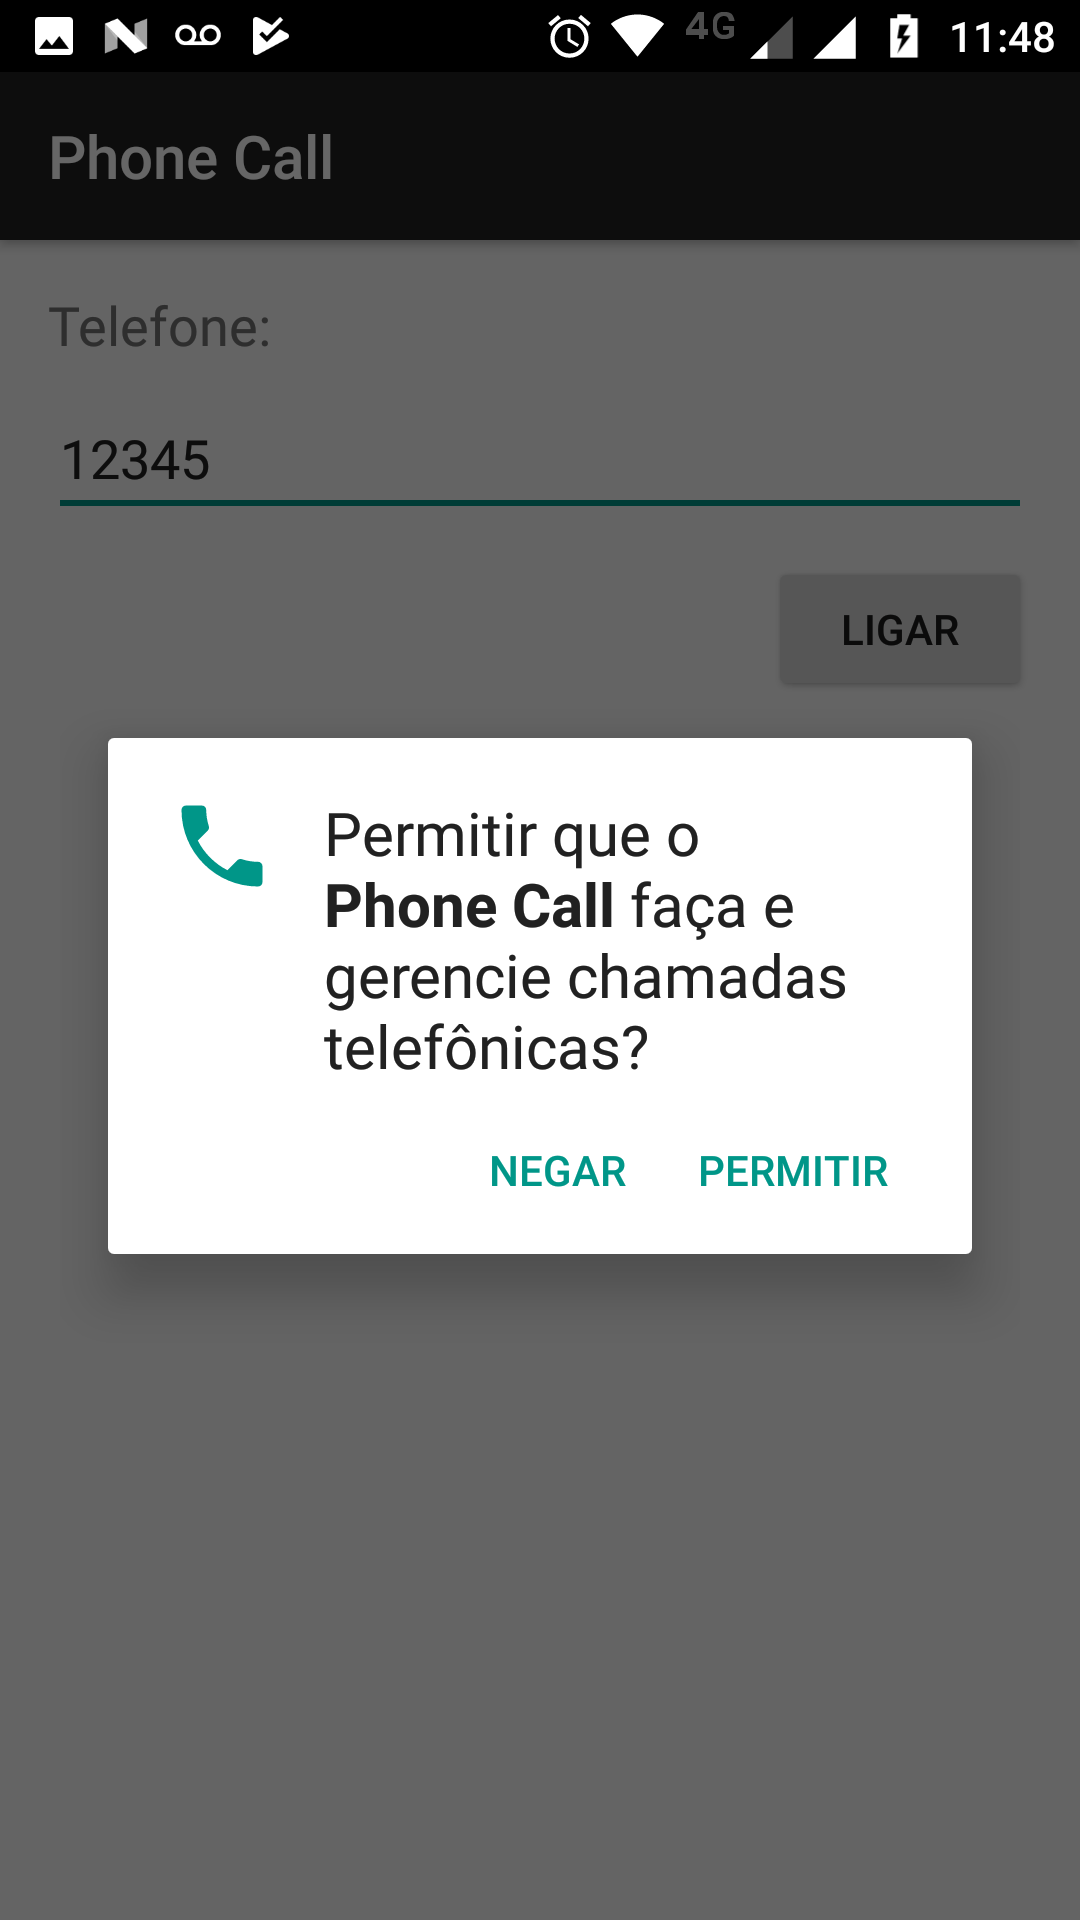 4G 11:48
Phone Call
Telefone:
12345
LIGAR
Permitir que o
Phone Call faça e
gerencie chamadas
telefônicas?
NEGAR PERMITIR